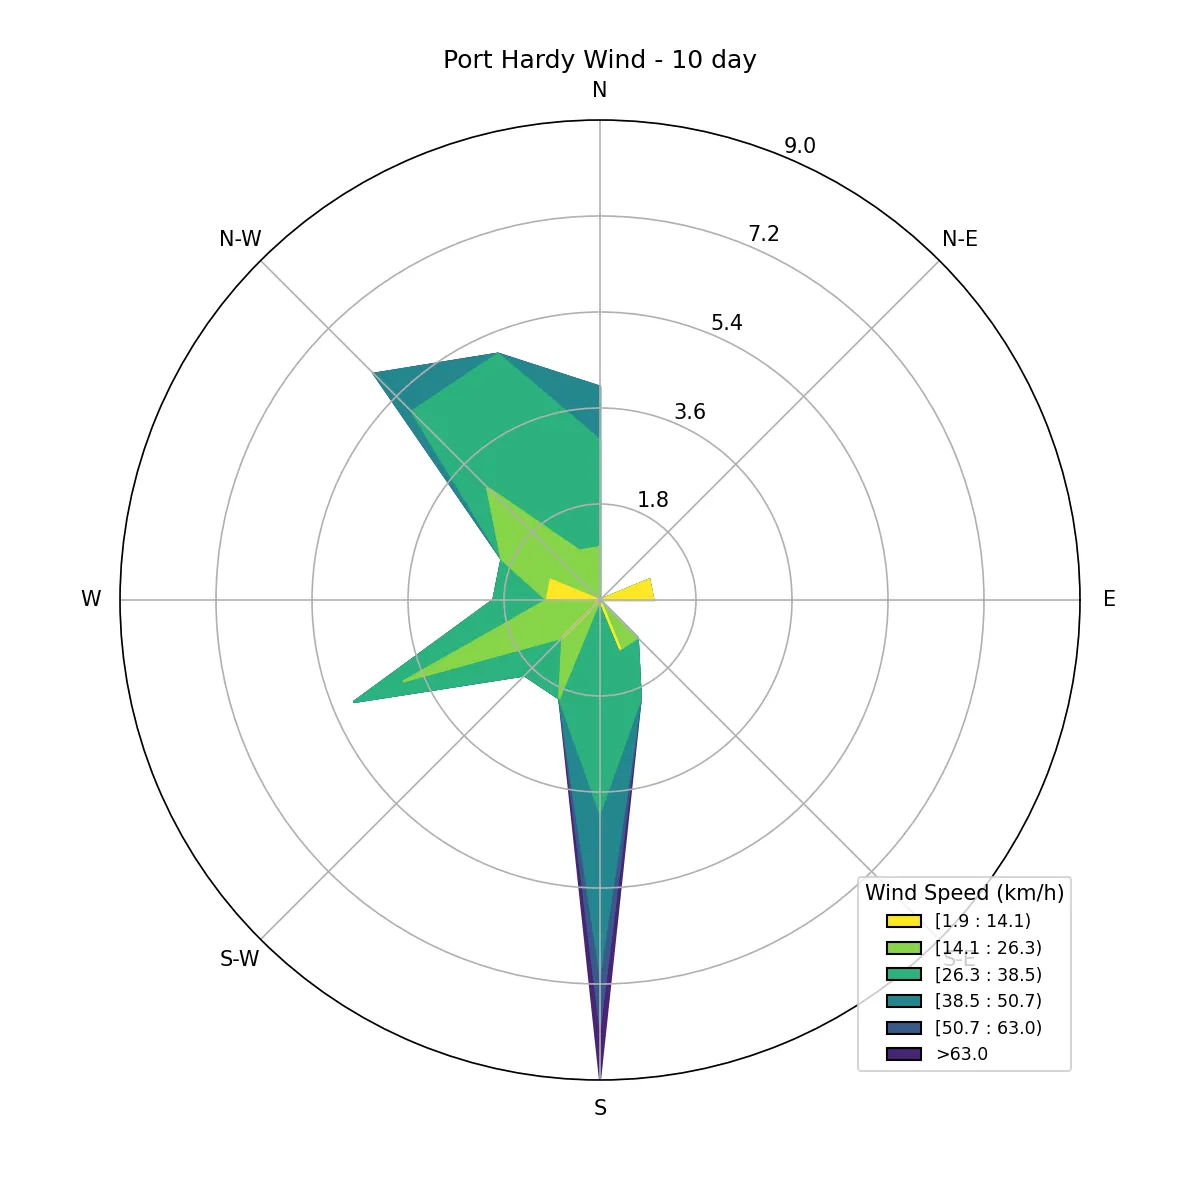 Port Hardy Wind - 10 day
N
9.0
N-W
7.2
N-E
5.4
3.6
1.8
W
E
Wind Speed (km/h)
[1.9 : 14.1)
[14.1 : 26.3)
S-W
S-E
[26.3 : 38.5)
[38.5 : 50.7)
[50.7 : 63.0)
>63.0
S